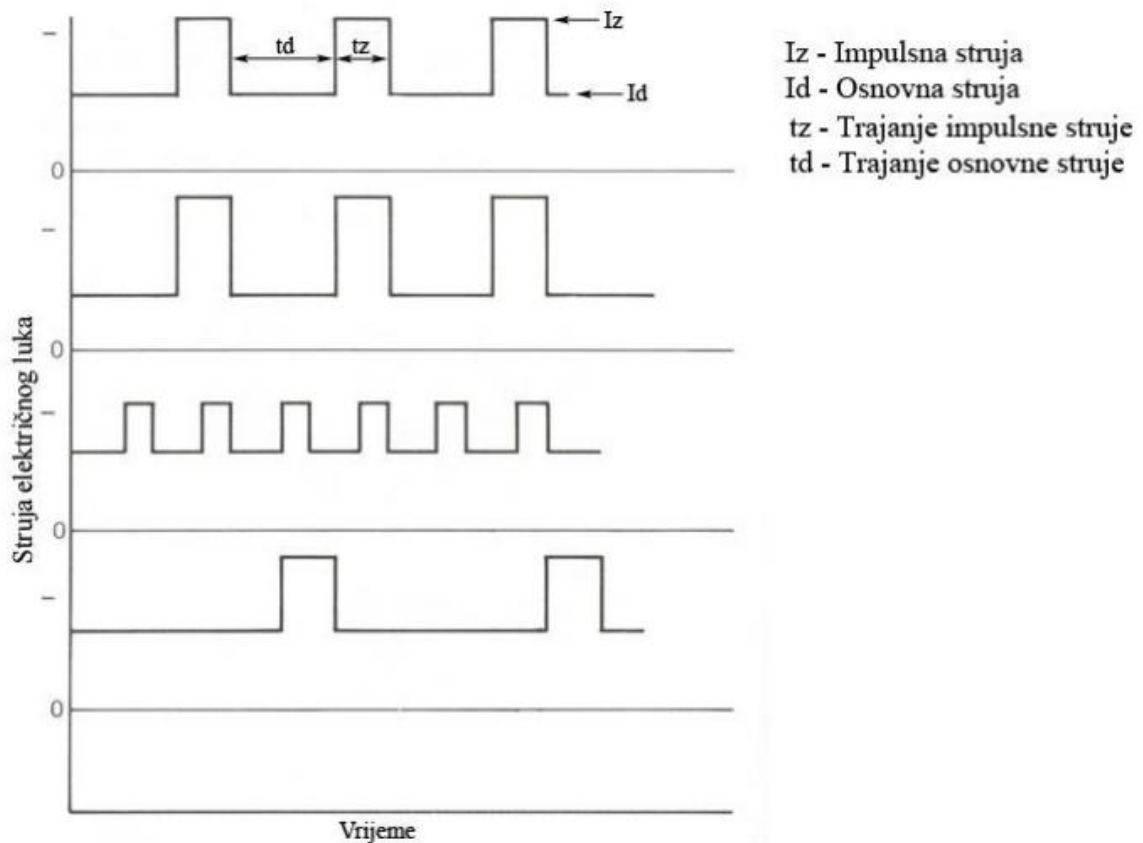 Iz
td
tz
Id
0
0
0
0
Struja električnog luka
Vrijeme
Iz - Impulsna struja
Id - Osnovna struja
tz - Trajanje impulsne struje
td - Trajanje osnovne struje